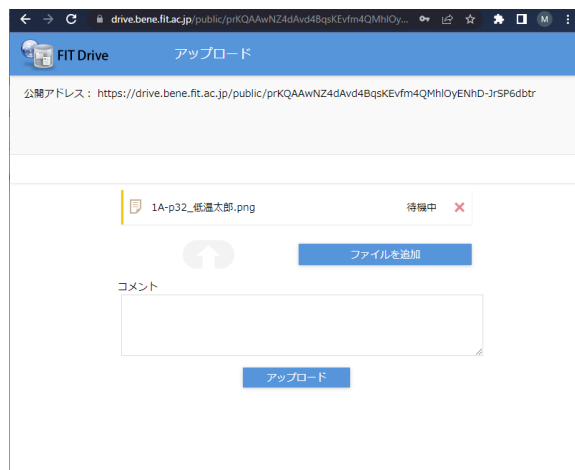 drive.bene.fit.ac.jp/public/prKQAAwNZ4dAvd4BqsKEvfm4QMhlOy...
M
FIT Drive
アップロード
公開アドレス： https://drive.bene.fit.ac.jp/public/prKQAAwNZ4dAvd4BqsKEvfm4QMhlOyENhD-JrSP6dbtr
1A-p32_低温太郎.png
待機中
ファイルを追加
コメント
アップロード